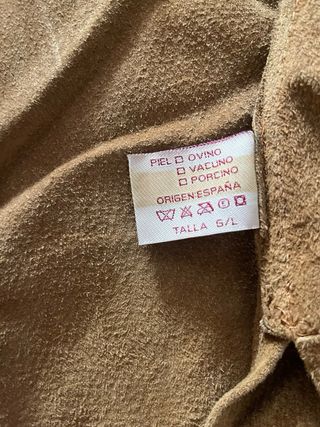 PIEL □ OVINO
□ VACUNO
□ PORCINO
ORIGEN:ESPAÑA
TALLA G/L